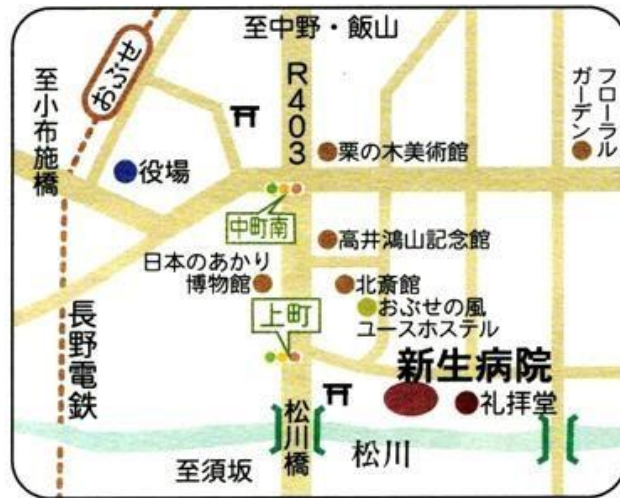 至中野・飯山
おぶせ
至小布施橋
R403
フローラル
ガーデン
栗の木美術館
役場
中町南
高井鴻山記念館
日本のあかり
博物館
北斎館
おぶせの風
ユースホステル
上町
長野電鉄
新生病院
礼拝堂
松川橋
松川
至須坂